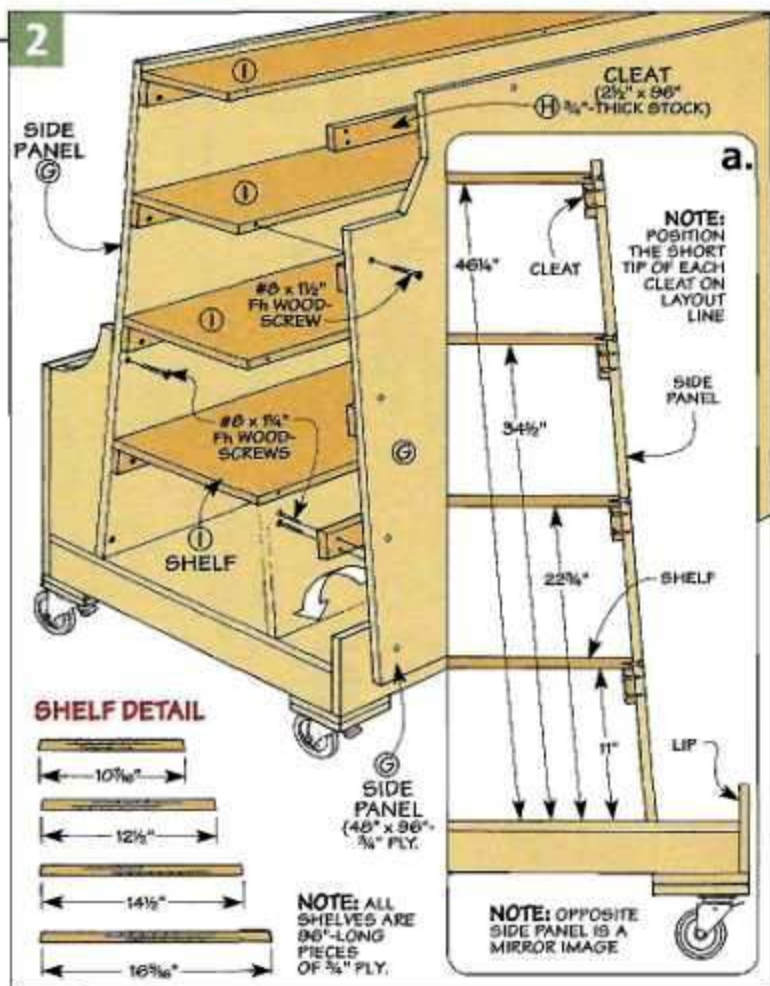 2
SIDE
PANEL
G
I
I
I
CLEAT
(2½" x 96"
H ¾"-THICK STOCK)
#8 x 1½"
Fh WOOD-
SCREW
#8 x 1¼"
Fh WOOD-
SCREWS
G
I
SHELF
G
SIDE
PANEL
(48" x 96"-
¾" PLY.
a.
46¼"
CLEAT
NOTE:
POSITION
THE SHORT
TIP OF EACH
CLEAT ON
LAYOUT
LINE
34½"
SIDE
PANEL
22¾"
SHELF
11"
LIP
NOTE: OPPOSITE
SIDE PANEL IS A
MIRROR IMAGE
SHELF DETAIL
10⁷⁄₁₆"
12½"
14½"
NOTE: ALL
SHELVES ARE
96"-LONG
PIECES
OF ¾" PLY.